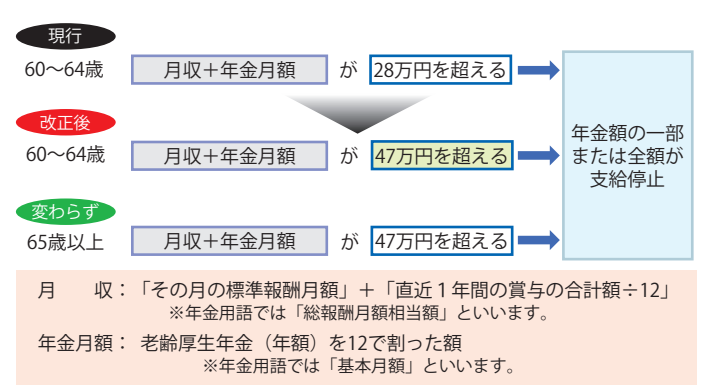 現行
60〜64歳 月収＋年金月額 が 28万円を超える
改正後
60〜64歳 月収＋年金月額 が 47万円を超える
変わらず
65歳以上 月収＋年金月額 が 47万円を超える
年金額の一部
または全額が
支給停止
月　　収：「その月の標準報酬月額」＋「直近１年間の賞与の合計額÷12」
※年金用語では「総報酬月額相当額」といいます。
年金月額： 老齢厚生年金（年額）を12で割った額
※年金用語では「基本月額」といいます。